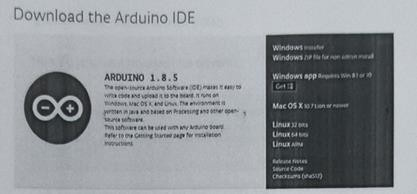 Download the Arduino IDE
ARDUINO 1.8.5
The open-source Arduino Software (IDE) makes it easy to
write code and upload it to the board. It runs on
Windows, Mac OS X, and Linux. The environment is
written in Java and based on Processing and other open-
source software.
This software can be used with any Arduino board.
Refer to the Getting Started page for Installation
instructions.
Windows Installer
Windows ZIP file for non admin install
Windows app Requires Win 8.1 or 10
Get
Mac OS X 10.7 Lion or newer
Linux 32 bits
Linux 64 bits
Linux ARM
Release Notes
Source Code
Checksums (sha512)